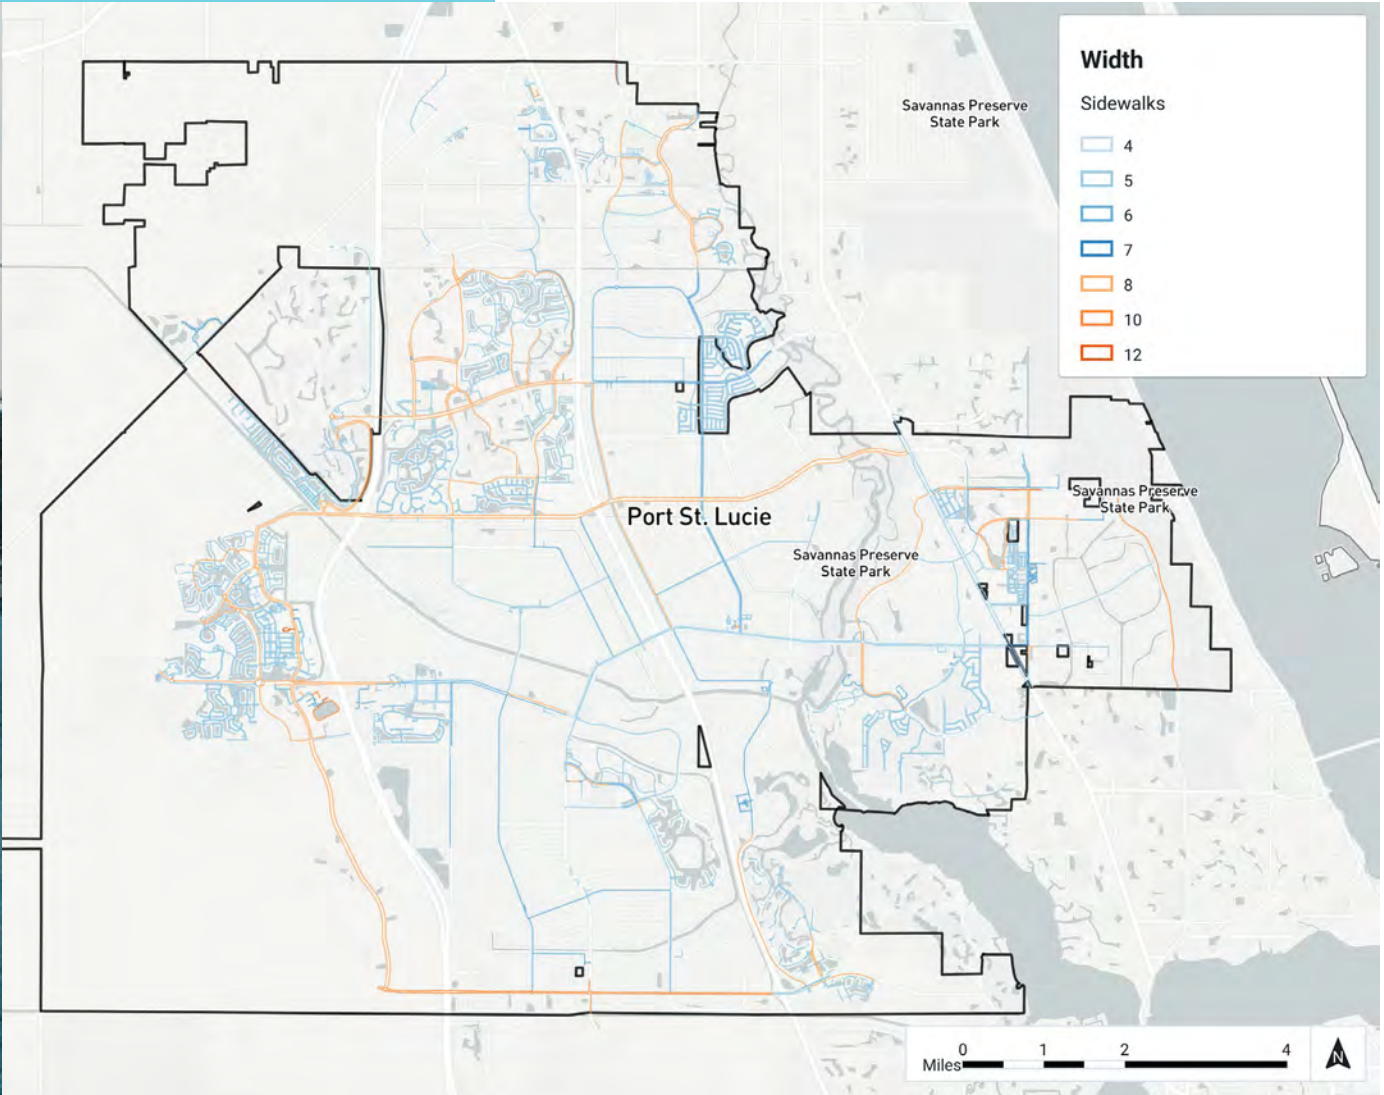 Width
Sidewalks
4
5
6
7
8
10
12
Savannas Preserve
State Park
Savannas Preserve
State Park
Port St. Lucie
Savannas Preserve
State Park
0 1 2 4
Miles
N